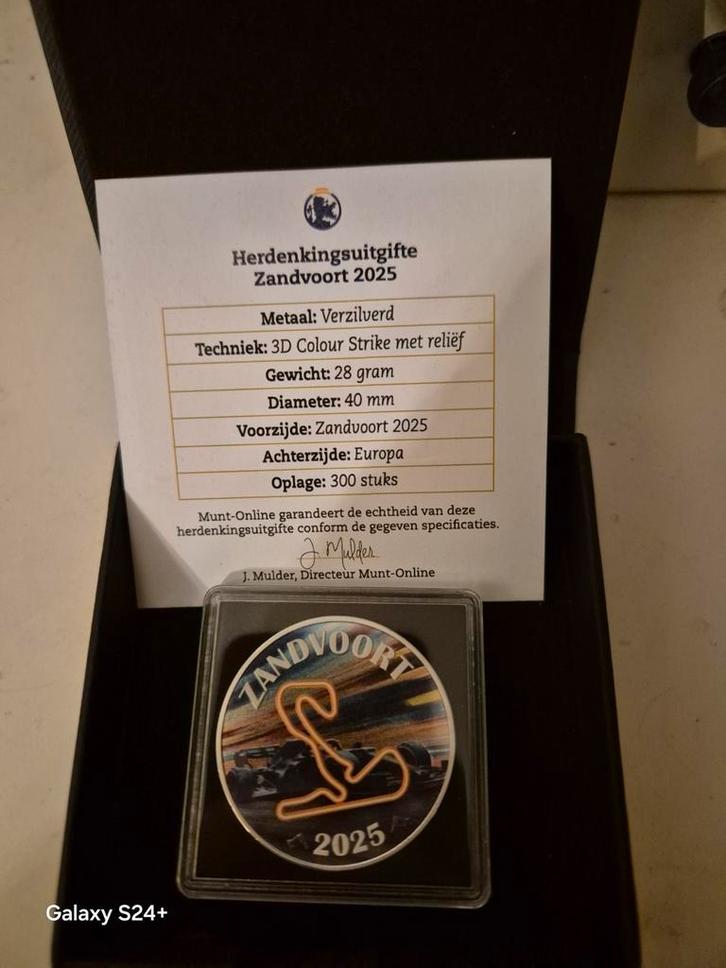 Herdenkingsuitgifte
Zandvoort 2025
Metaal: Verzilverd
Techniek: 3D Colour Strike met reliëf
Gewicht: 28 gram
Diameter: 40 mm
Voorzijde: Zandvoort 2025
Achterzijde: Europa
Oplage: 300 stuks
Munt-Online garandeert de echtheid van deze
herdenkingsuitgifte conform de gegeven specificaties.
J. Mulder
J. Mulder, Directeur Munt-Online
ZANDVOORT
2025
Galaxy S24+